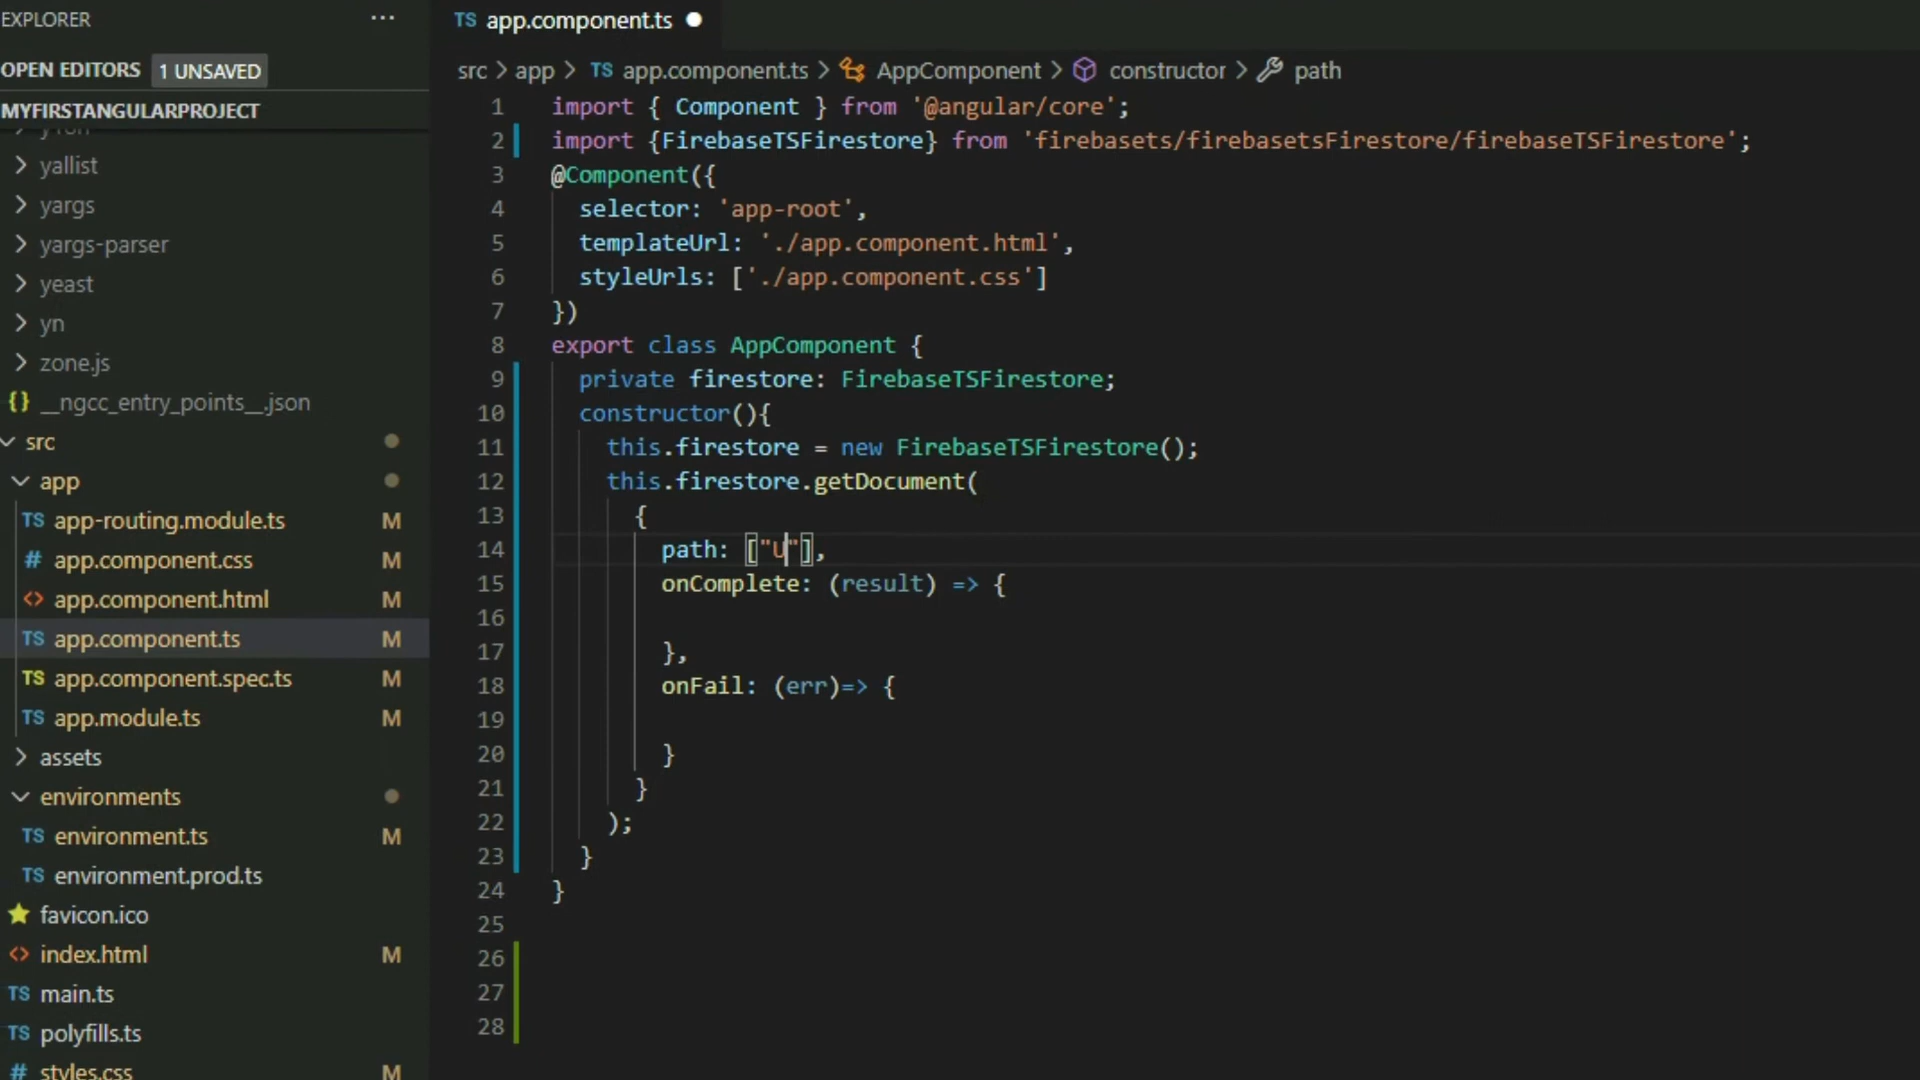 EXPLORER ···
OPEN EDITORS 1 UNSAVED
MYFIRSTANGULARPROJECT
yallist
yargs
yargs-parser
yeast
yn
zone.js
{} __ngcc_entry_points__.json
src
app
TS app-routing.module.ts M
# app.component.css M
<> app.component.html M
TS app.component.ts M
TS app.component.spec.ts M
TS app.module.ts M
assets
environments
TS environment.ts M
TS environment.prod.ts
favicon.ico
<> index.html M
TS main.ts
TS polyfills.ts
# styles.css M
TS app.component.ts ●
src > app > TS app.component.ts > AppComponent > constructor > path
1 import { Component } from '@angular/core';
2 import {FirebaseTSFirestore} from 'firebasets/firebasetsFirestore/firebaseTSFirestore';
3 @Component({
4 selector: 'app-root',
5 templateUrl: './app.component.html',
6 styleUrls: ['./app.component.css']
7 })
8 export class AppComponent {
9 private firestore: FirebaseTSFirestore;
10 constructor(){
11 this.firestore = new FirebaseTSFirestore();
12 this.firestore.getDocument(
13 {
14 path: ["U"],
15 onComplete: (result) => {
16
17 },
18 onFail: (err)=> {
19
20 }
21 }
22 );
23 }
24 }
25
26
27
28